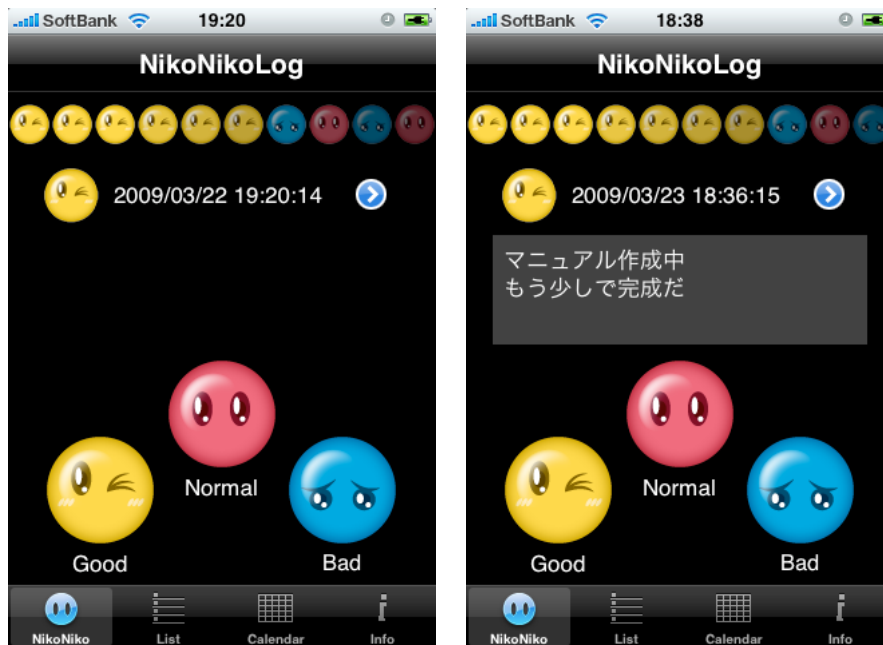 SoftBank 19:20
NikoNikoLog
2009/03/22 19:20:14
Normal
Good
Bad
NikoNiko
List
Calendar
Info
SoftBank 18:38
NikoNikoLog
2009/03/23 18:36:15
マニュアル作成中
もう少しで完成だ
Normal
Good
Bad
NikoNiko
List
Calendar
Info